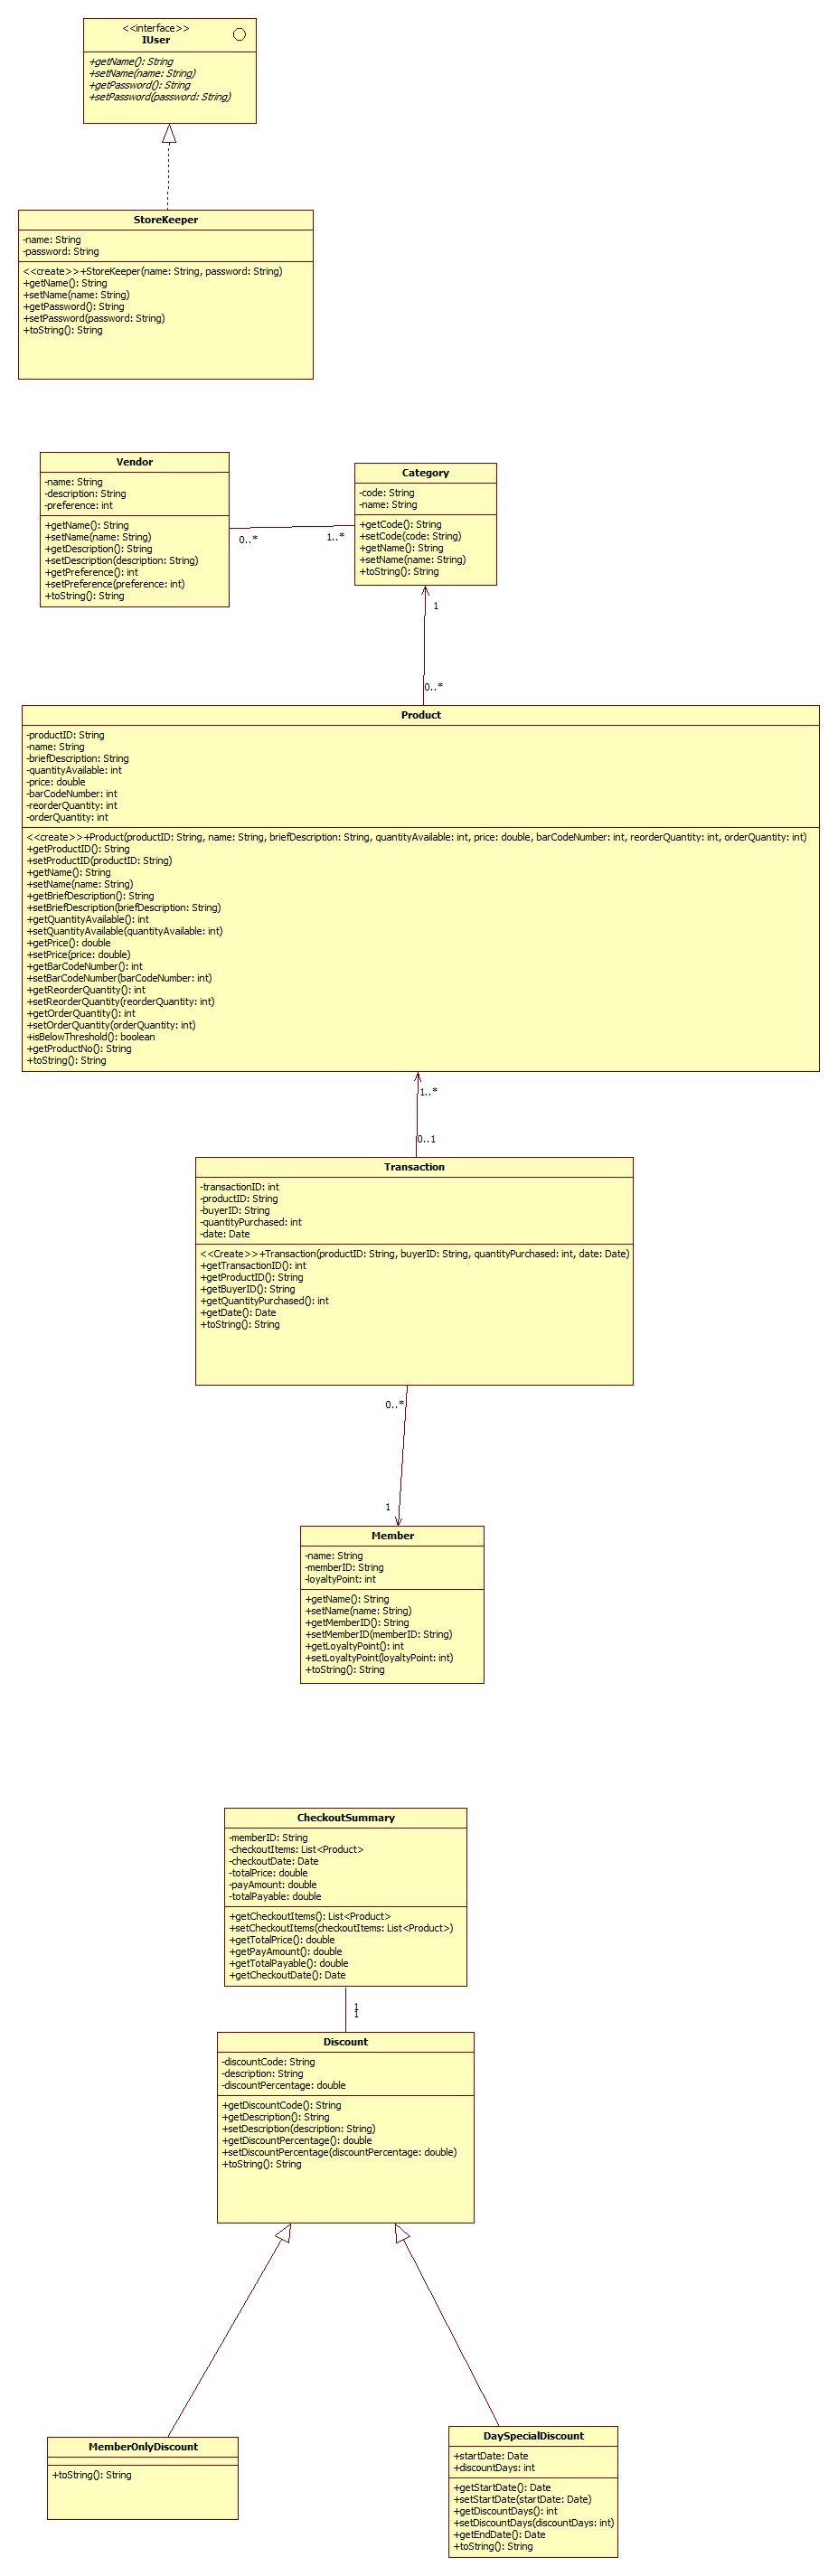 <<interface>>
IUser
+getName(): String
+setName(name: String)
+getPassword(): String
+setPassword(password: String)
StoreKeeper
-name: String
-password: String
<<create>>+StoreKeeper(name: String, password: String)
+getName(): String
+setName(name: String)
+getPassword(): String
+setPassword(password: String)
+toString(): String
Vendor
-name: String
-description: String
-preference: int
+getName(): String
+setName(name: String)
+getDescription(): String
+setDescription(description: String)
+getPreference(): int
+setPreference(preference: int)
+toString(): String
0..*
1..*
Category
-code: String
-name: String
+getCode(): String
+setCode(code: String)
+getName(): String
+setName(name: String)
+toString(): String
1
0..*
Product
-productID: String
-name: String
-briefDescription: String
-quantityAvailable: int
-price: double
-barCodeNumber: int
-reorderQuantity: int
-orderQuantity: int
<<create>>+Product(productID: String, name: String, briefDescription: String, quantityAvailable: int, price: double, barCodeNumber: int, reorderQuantity: int, orderQuantity: int)
+getProductID(): String
+setProductID(productID: String)
+getName(): String
+setName(name: String)
+getBriefDescription(): String
+setBriefDescription(briefDescription: String)
+getQuantityAvailable(): int
+setQuantityAvailable(quantityAvailable: int)
+getPrice(): double
+setPrice(price: double)
+getBarCodeNumber(): int
+setBarCodeNumber(barCodeNumber: int)
+getReorderQuantity(): int
+setReorderQuantity(reorderQuantity: int)
+getOrderQuantity(): int
+setOrderQuantity(orderQuantity: int)
+isBelowThreshold(): boolean
+getProductNo(): String
+toString(): String
1..*
0..1
Transaction
-transactionID: int
-productID: String
-buyerID: String
-quantityPurchased: int
-date: Date
<<Create>>+Transaction(productID: String, buyerID: String, quantityPurchased: int, date: Date)
+getTransactionID(): int
+getProductID(): String
+getBuyerID(): String
+getQuantityPurchased(): int
+getDate(): Date
+toString(): String
0..*
1
Member
-name: String
-memberID: String
-loyaltyPoint: int
+getName(): String
+setName(name: String)
+getMemberID(): String
+setMemberID(memberID: String)
+getLoyaltyPoint(): int
+setLoyaltyPoint(loyaltyPoint: int)
+toString(): String
CheckoutSummary
-memberID: String
-checkoutItems: List<Product>
-checkoutDate: Date
-totalPrice: double
-payAmount: double
-totalPayable: double
+getCheckoutItems(): List<Product>
+setCheckoutItems(checkoutItems: List<Product>)
+getTotalPrice(): double
+getPayAmount(): double
+getTotalPayable(): double
+getCheckoutDate(): Date
1
1
Discount
-discountCode: String
-description: String
-discountPercentage: double
+getDiscountCode(): String
+getDescription(): String
+setDescription(description: String)
+getDiscountPercentage(): double
+setDiscountPercentage(discountPercentage: double)
+toString(): String
MemberOnlyDiscount
+toString(): String
DaySpecialDiscount
+startDate: Date
+discountDays: int
+getStartDate(): Date
+setStartDate(startDate: Date)
+getDiscountDays(): int
+setDiscountDays(discountDays: int)
+getEndDate(): Date
+toString(): String